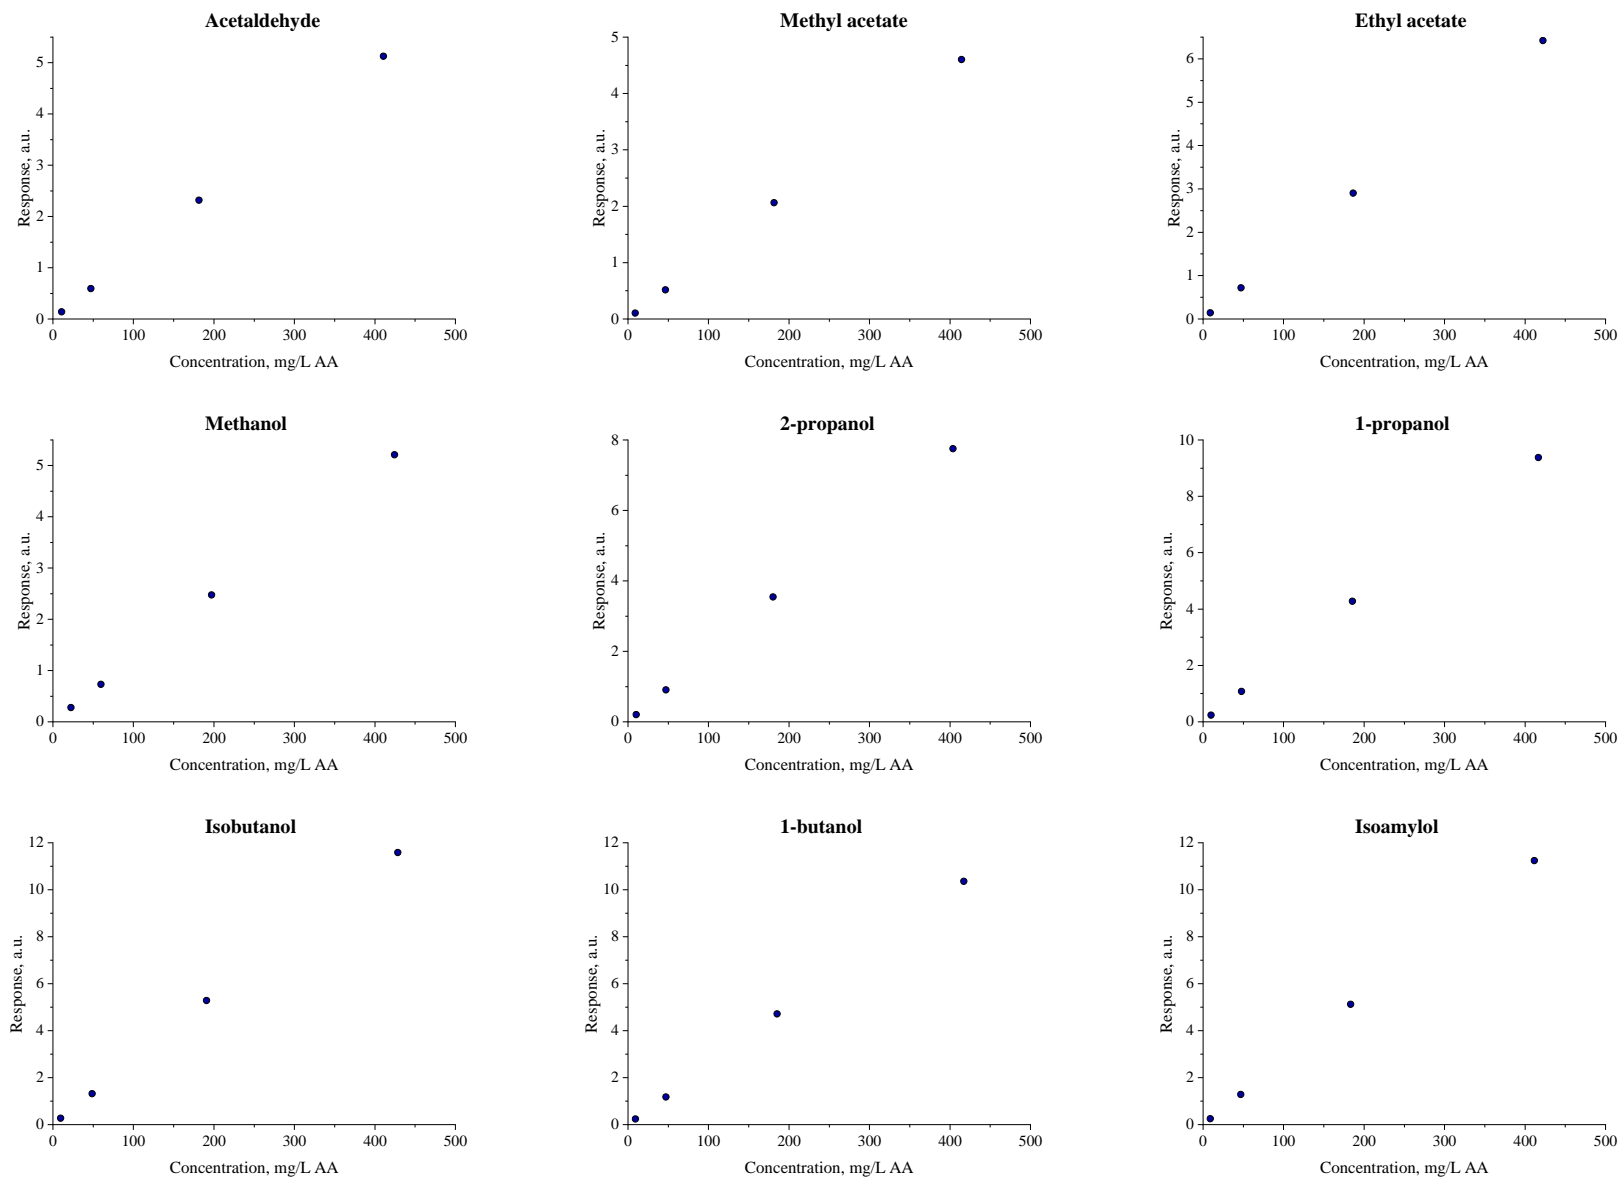 Acetaldehyde
Response, a.u.
5
4
3
2
1
0
0 100 200 300 400 500
Concentration, mg/L AA
Methyl acetate
Response, a.u.
5
4
3
2
1
0
0 100 200 300 400 500
Concentration, mg/L AA
Ethyl acetate
Response, a.u.
6
5
4
3
2
1
0
0 100 200 300 400 500
Concentration, mg/L AA
Methanol
Response, a.u.
5
4
3
2
1
0
0 100 200 300 400 500
Concentration, mg/L AA
2-propanol
Response, a.u.
8
6
4
2
0
0 100 200 300 400 500
Concentration, mg/L AA
1-propanol
Response, a.u.
10
8
6
4
2
0
0 100 200 300 400 500
Concentration, mg/L AA
Isobutanol
Response, a.u.
12
10
8
6
4
2
0
0 100 200 300 400 500
Concentration, mg/L AA
1-butanol
Response, a.u.
12
10
8
6
4
2
0
0 100 200 300 400 500
Concentration, mg/L AA
Isoamylol
Response, a.u.
12
10
8
6
4
2
0
0 100 200 300 400 500
Concentration, mg/L AA